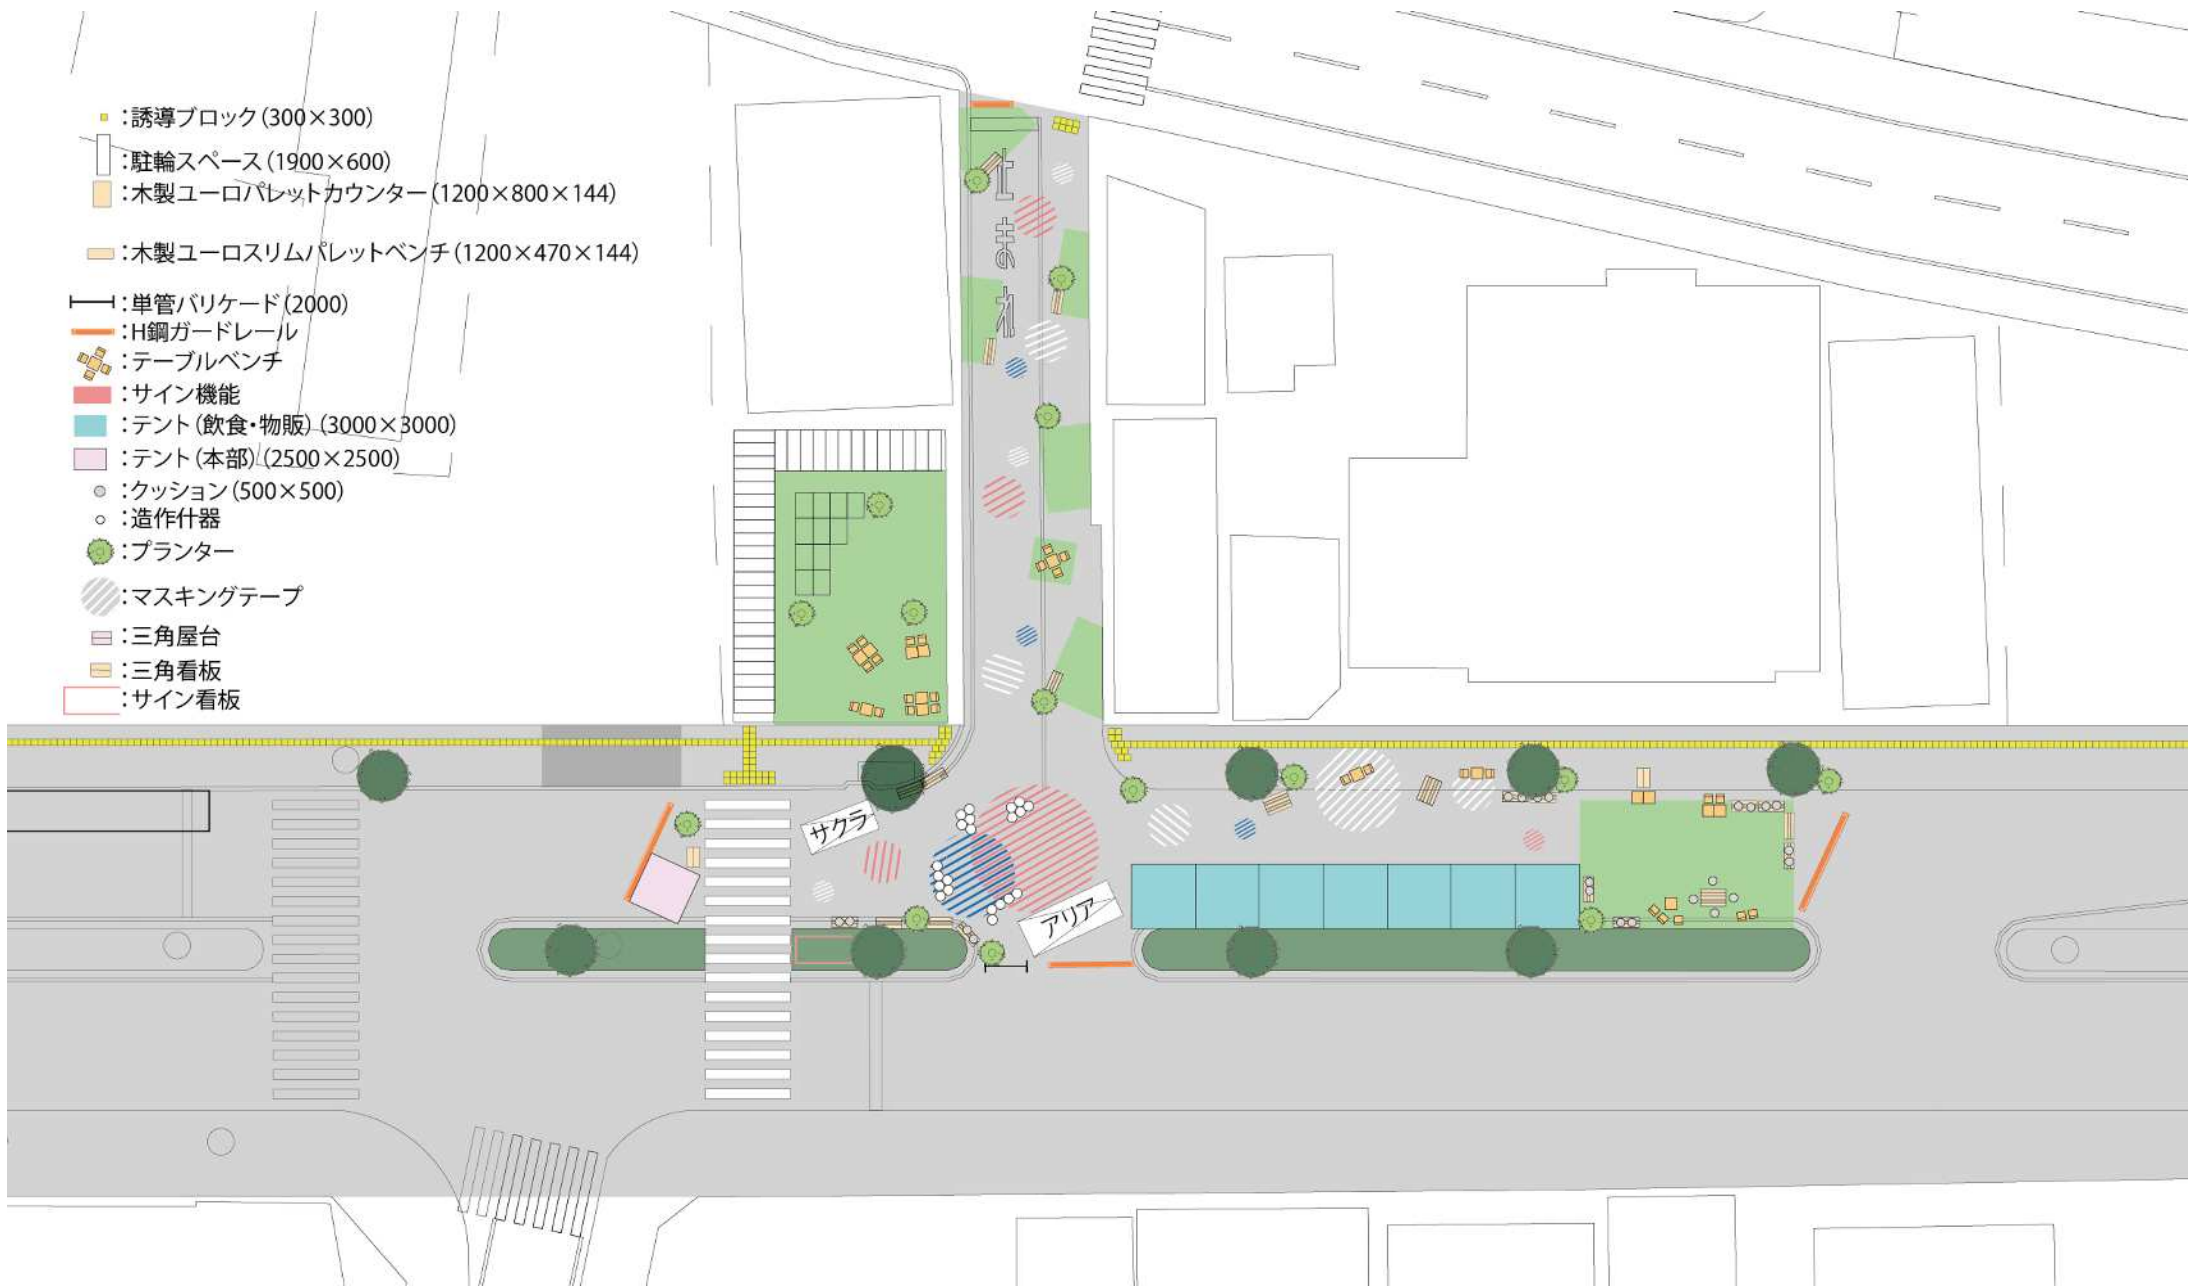 ：誘導ブロック（300×300）
：駐輪スペース（1900×600）
：木製ユーロパレットカウンター（1200×800×144）
：木製ユーロスリムパレットベンチ（1200×470×144）
：単管バリケード（2000）
：H鋼ガードレール
：テーブルベンチ
：サイン機能
：テント（飲食・物販）（3000×3000）
：テント（本部）（2500×2500）
：クッション（500×500）
：造作什器
：プランター
：マスキングテープ
：三角屋台
：三角看板
：サイン看板
止まれ
サクラ
アリア